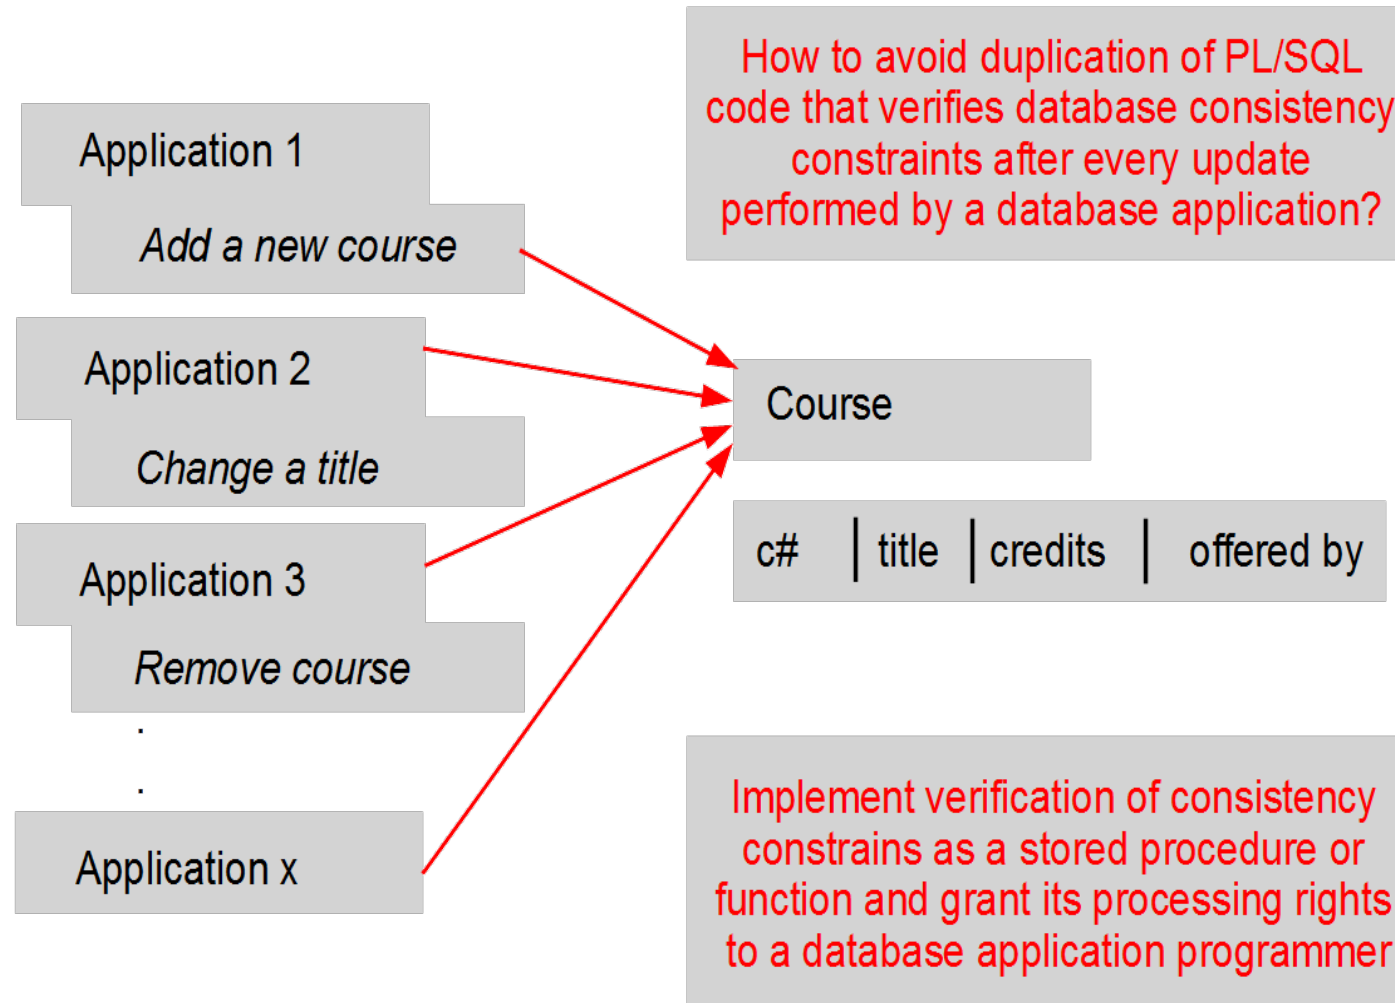 How to avoid duplication of PL/SQL
code that verifies database consistency
constraints after every update
performed by a database application?
Application 1
Add a new course
Application 2
Change a title
Application 3
Remove course
.
.
Application x
Course
c# | title | credits | offered by
Implement verification of consistency
constrains as a stored procedure or
function and grant its processing rights
to a database application programmer